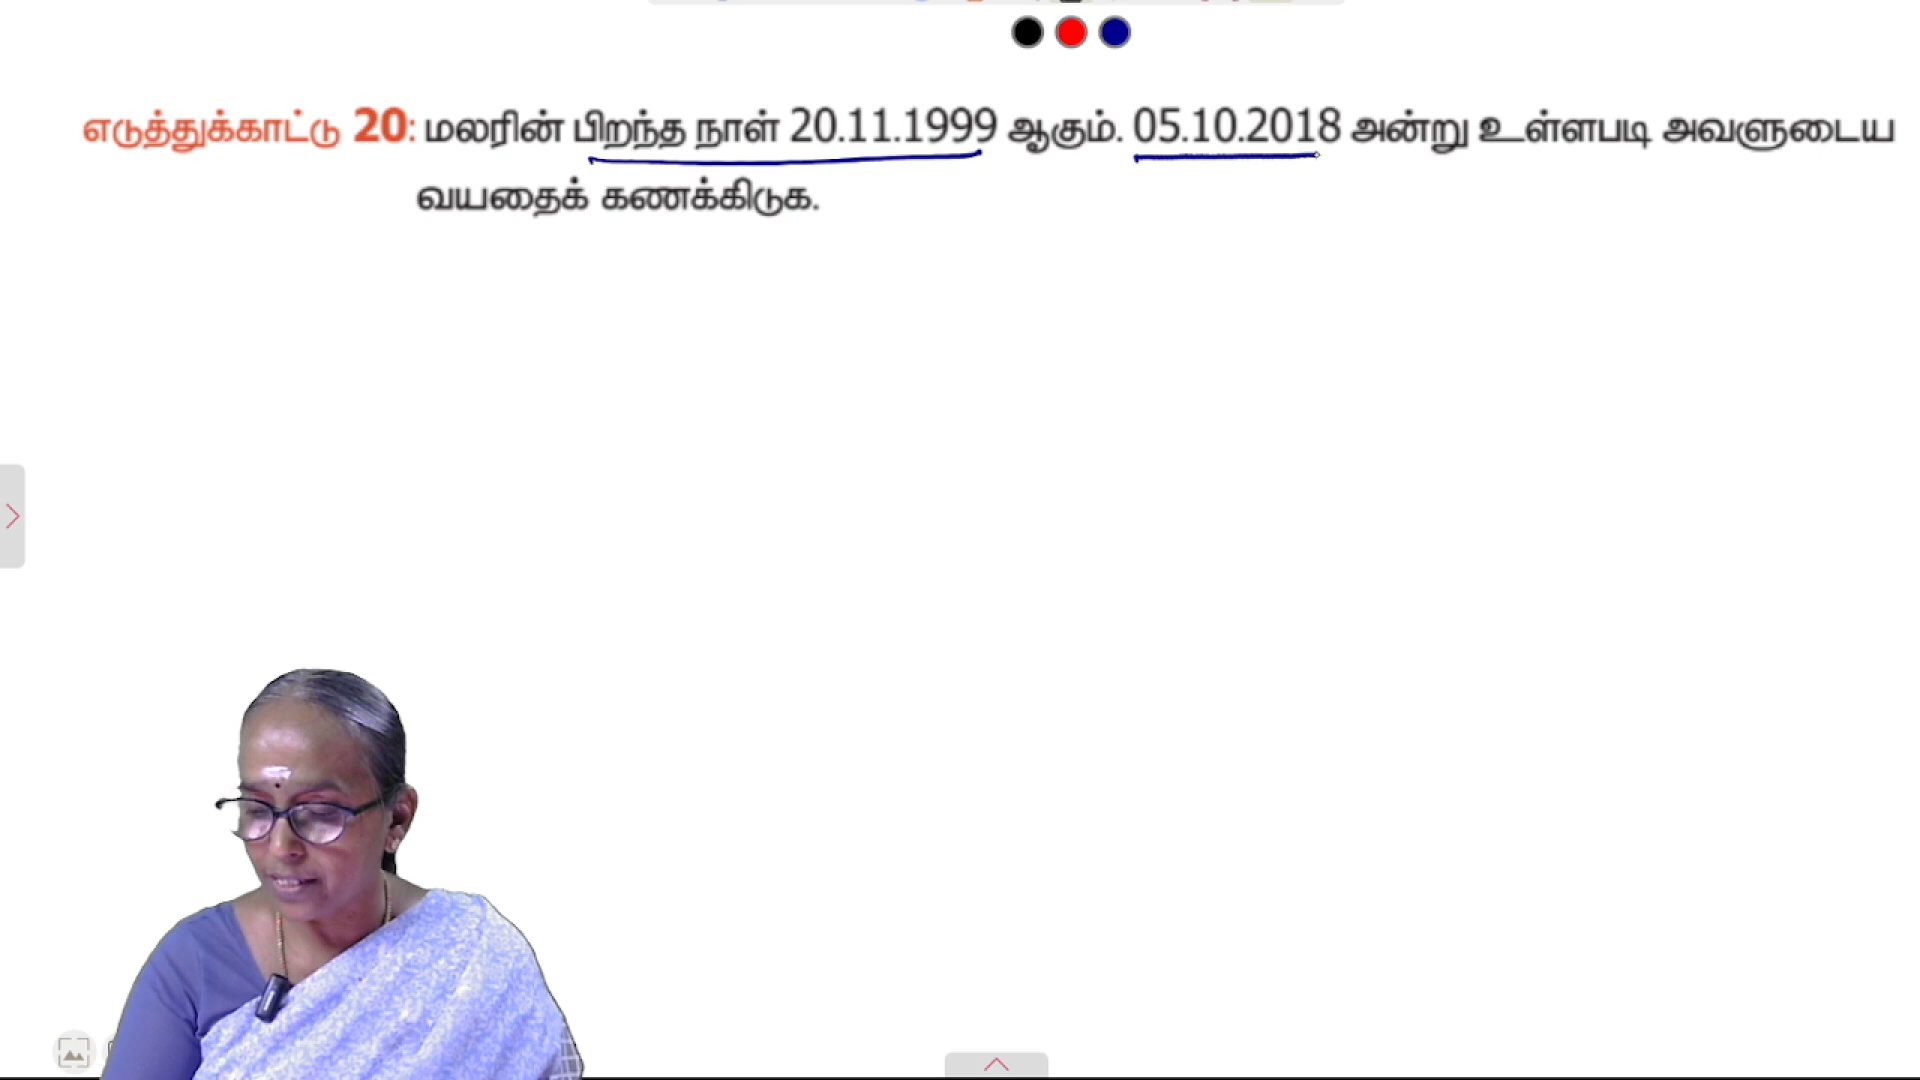 எடுத்துக்காட்டு 20: மலரின் பிறந்த நாள் 20.11.1999 ஆகும். 05.10.2018 அன்று உள்ளபடி அவளுடைய
வயதைக் கணக்கிடுக.